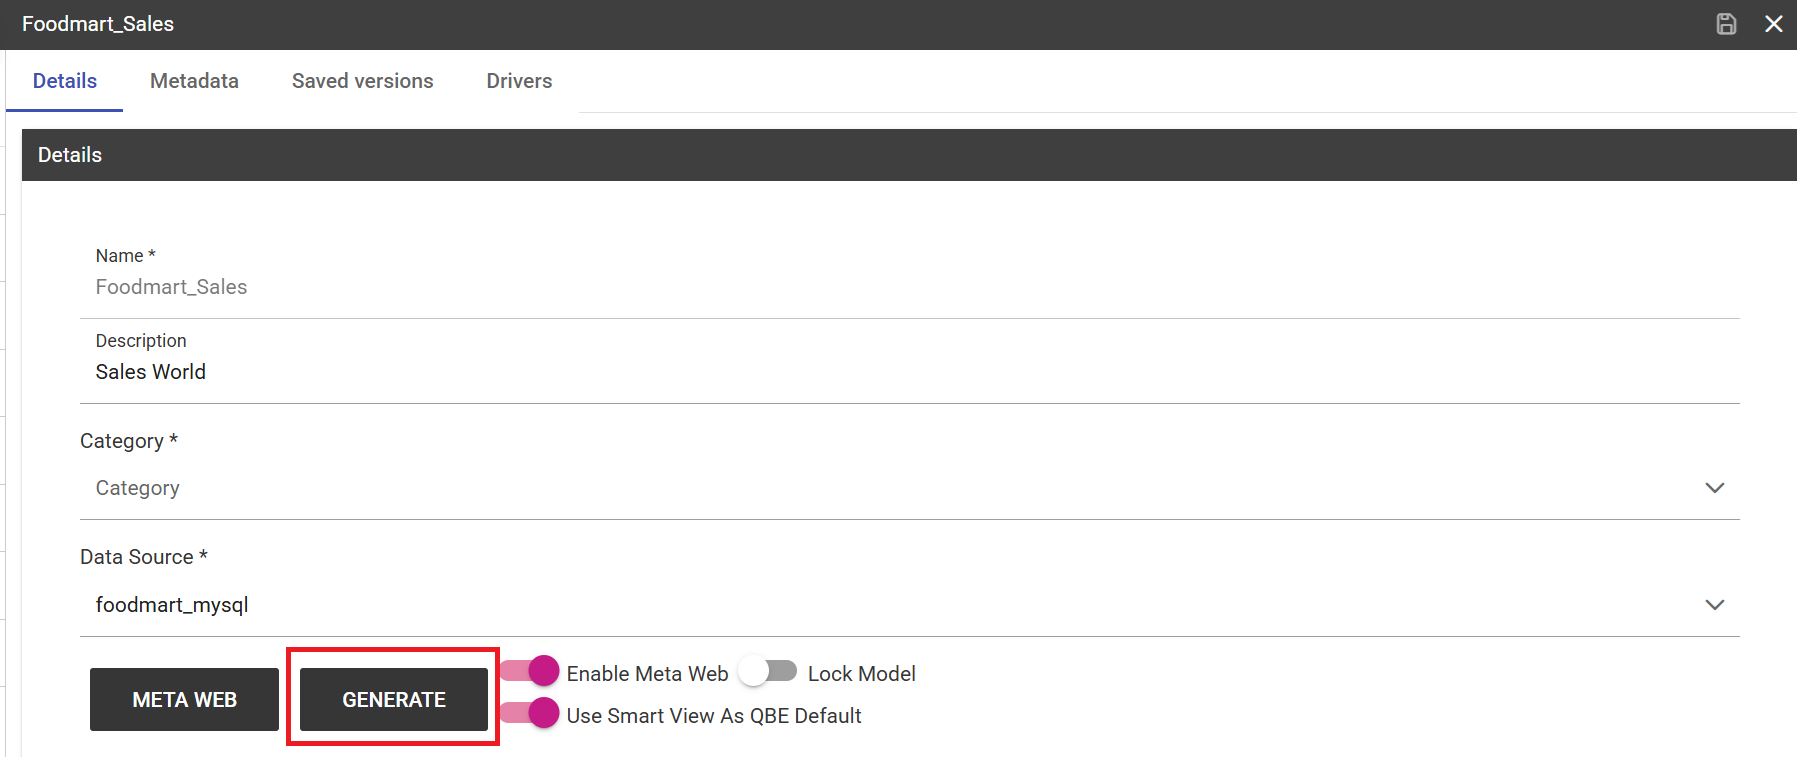 Foodmart_Sales
Details Metadata Saved versions Drivers
Details
Name *
Foodmart_Sales
Description
Sales World
Category *
Category
Data Source *
foodmart_mysql
META WEB GENERATE Enable Meta Web Lock Model
Use Smart View As QBE Default